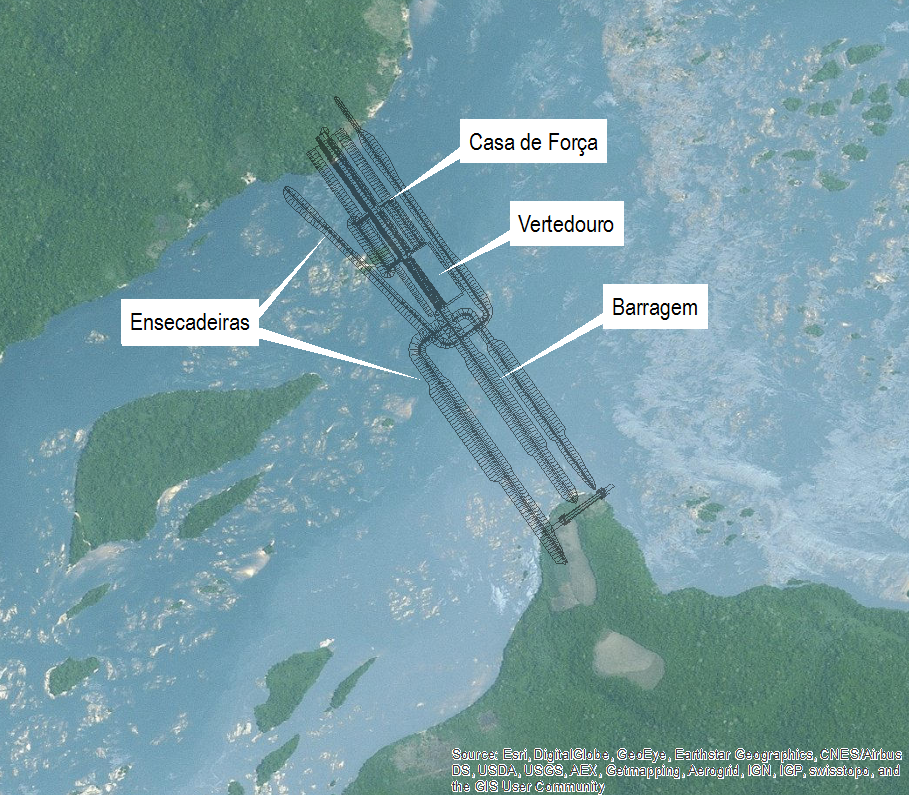 Casa de Força
Vertedouro
Barragem
Ensecadeiras
Source: Esri, DigitalGlobe, GeoEye, Earthstar Geographics, CNES/Airbus
DS, USDA, USGS, AEX, Getmapping, Aerogrid, IGN, IGP, swisstopo, and
the GIS User Community